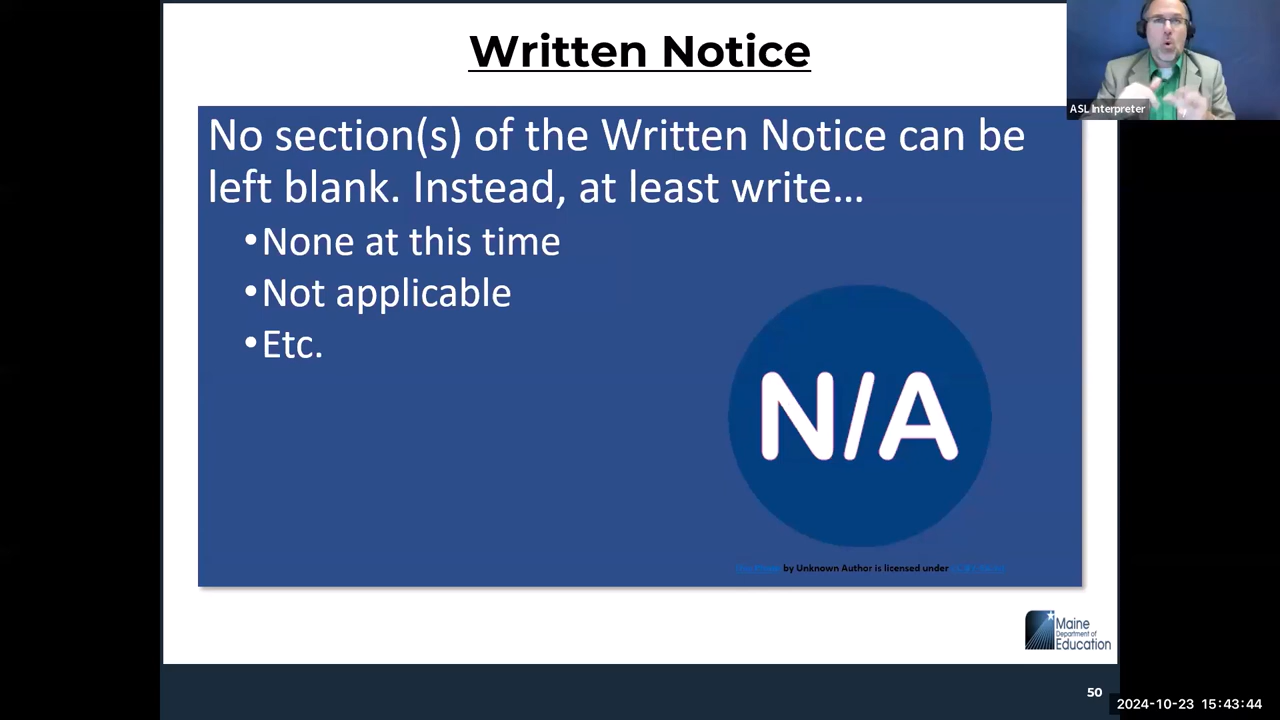 Written Notice
ASL Interpreter
No section(s) of the Written Notice can be
left blank. Instead, at least write…
•None at this time
•Not applicable
•Etc.
N/A
by Unknown Author is licensed under
Maine
Department of
Education
50
2024-10-23 15:43:44